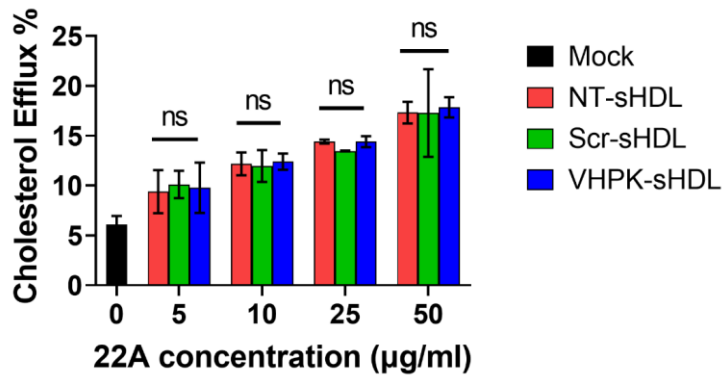 25
20
15
10
5
0
Cholesterol Efflux %
ns
ns
ns
ns
0 5 10 25 50
22A concentration (μg/ml)
Mock
NT-sHDL
Scr-sHDL
VHPK-sHDL